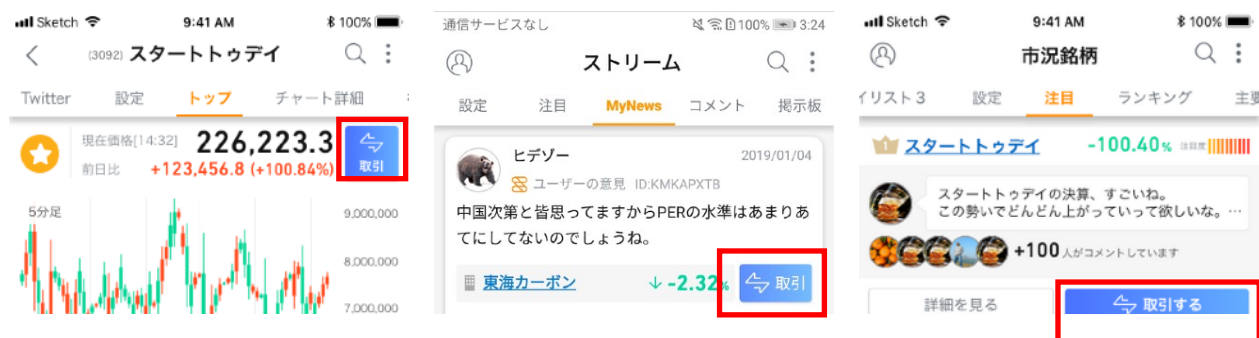 Sketch 9:41 AM 100%
(3092) スタートトゥデイ
Twitter 設定 トップ チャート詳細
現在価格[14:32] 226,223.3
前日比 +123,456.8 (+100.84%)
取引
5分足
9,000,000
8,000,000
7,000,000
通信サービスなし 100% 3:24
ストリーム
設定 注目 MyNews コメント 掲示板
ヒデゾー 2019/01/04
ユーザーの意見 ID:KMKAPXTB
中国次第と皆思ってますからPERの水準はあまりあ
てにしてないのでしょうね。
東海カーボン ↓ -2.32% 取引
Sketch 9:41 AM 100%
市況銘柄
イリスト3 設定 注目 ランキング 主要
1 スタートトゥデイ -100.40% 注目度
スタートトゥデイの決算、すごいね。
この勢いでどんどん上がっていって欲しいな。…
+100 人がコメントしています
詳細を見る 取引する